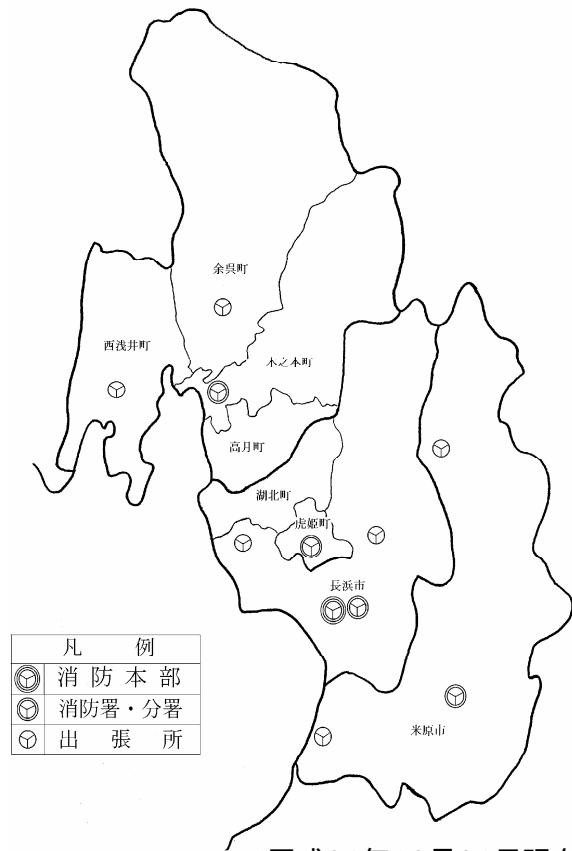 余呉町
西浅井町
木之本町
高月町
湖北町
虎姫町
長浜市
米原市
凡例
消防本部
消防署・分署
出張所